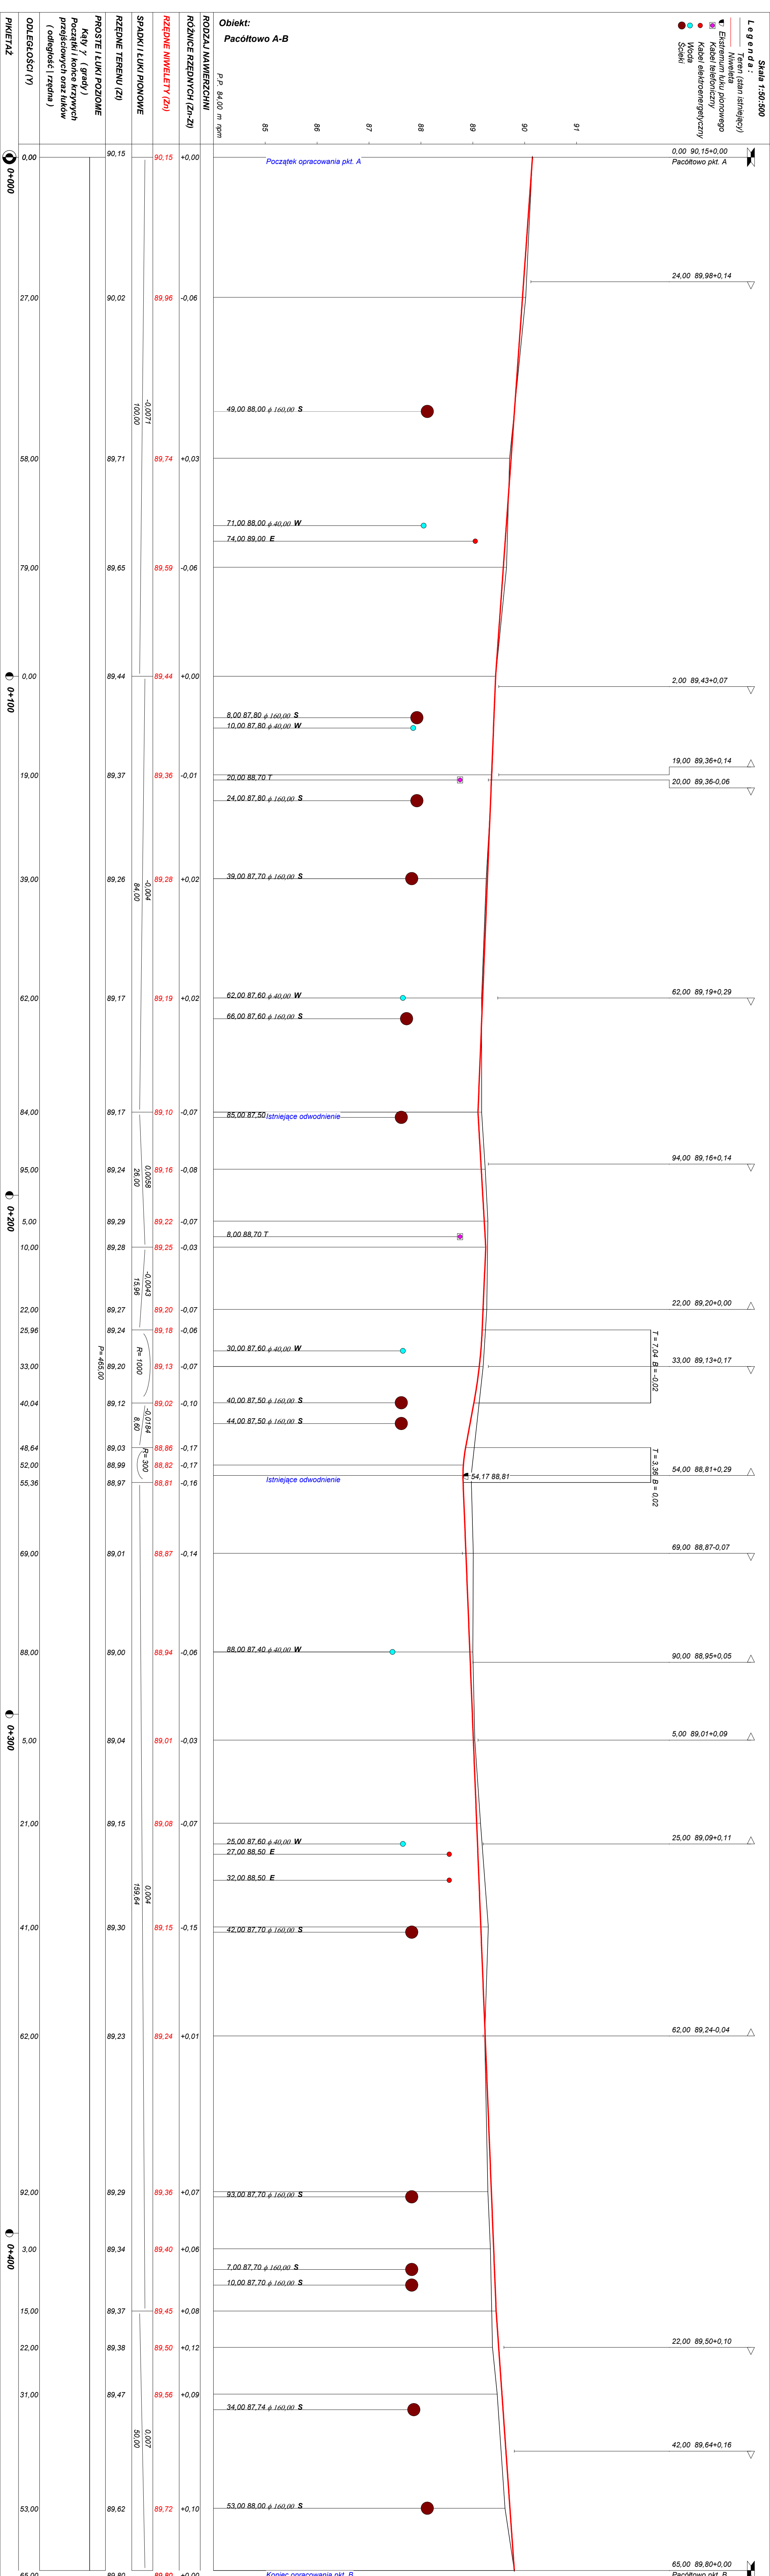 Skala 1:50:500
Legenda:
Teren (stan istniejący)
Niweleta
Ekstremum łuku pionowego
Kabel telefoniczny
Kabel elektroenergetyczny
Woda
Ścieki
Obiekt:
Pacółtowo A-B
P.P. 84,00 m npm
85
86
87
88
89
90
91
RODZAJ NAWIERZCHNI
RÓŻNICE RZĘDNYCH (Zn-Zt)
RZĘDNE NIWELETY (Zn)
SPADKI I ŁUKI PIONOWE
RZĘDNE TERENU (Zt)
PROSTE I ŁUKI POZIOME
Kąty γ ( grady )
Początki i końce krzywych
przejściowych oraz łuków
( odległość | rzędna )
ODLEGŁOŚCI (Y)
PIKIETAŻ
0,00 90,15+0,00
Pacółtowo pkt. A
Początek opracowania pkt. A
0+000
0,00 90,15 90,15 +0,00
24,00 89,98+0,14
27,00 90,02 89,96 -0,06
-0,0071
100,00
49,00 88,00 ϕ 160,00 S
58,00 89,71 89,74 +0,03
71,00 88,00 ϕ 40,00 W
74,00 89,00 E
79,00 89,65 89,59 -0,06
0+100
0,00 89,44 89,44 +0,00
2,00 89,43+0,07
8,00 87,80 ϕ 160,00 S
10,00 87,80 ϕ 40,00 W
19,00 89,36+0,14
19,00 89,37 89,36 -0,01
20,00 88,70 T
20,00 89,36-0,06
24,00 87,80 ϕ 160,00 S
39,00 89,26 89,28 +0,02
39,00 87,70 ϕ 160,00 S
-0,004
84,00
62,00 89,17 89,19 +0,02
62,00 87,60 ϕ 40,00 W
62,00 89,19+0,29
66,00 87,60 ϕ 160,00 S
84,00 89,17 89,10 -0,07
85,00 87,50
Istniejące odwodnienie
94,00 89,16+0,14
95,00 89,24 89,16 -0,08
0,0058
26,00
0+200
5,00 89,29 89,22 -0,07
8,00 88,70 T
10,00 89,28 89,25 -0,03
-0,0043
15,96
22,00 89,27 89,20 -0,07
22,00 89,20+0,00
25,96 89,24 89,18 -0,06
30,00 87,60 ϕ 40,00 W
R= 1000
T = 7,04 B = -0,02
P= 465,00
33,00 89,20 89,13 -0,07
33,00 89,13+0,17
40,04 89,12 89,02 -0,10
40,00 87,50 ϕ 160,00 S
-0,0184
8,60
44,00 87,50 ϕ 160,00 S
48,64 89,03 88,86 -0,17
R= 300
T = 3,36 B = 0,02
52,00 88,99 88,82 -0,17
54,17 88,81
54,00 88,81+0,29
Istniejące odwodnienie
55,36 88,97 88,81 -0,16
69,00 89,01 88,87 -0,14
69,00 88,87-0,07
88,00 89,00 88,94 -0,06
88,00 87,40 ϕ 40,00 W
90,00 88,95+0,05
0+300
5,00 89,04 89,01 -0,03
5,00 89,01+0,09
21,00 89,15 89,08 -0,07
25,00 87,60 ϕ 40,00 W
25,00 89,09+0,11
27,00 88,50 E
32,00 88,50 E
0,004
159,64
41,00 89,30 89,15 -0,15
42,00 87,70 ϕ 160,00 S
62,00 89,23 89,24 +0,01
62,00 89,24-0,04
92,00 89,29 89,36 +0,07
93,00 87,70 ϕ 160,00 S
0+400
3,00 89,34 89,40 +0,06
7,00 87,70 ϕ 160,00 S
10,00 87,70 ϕ 160,00 S
15,00 89,37 89,45 +0,08
22,00 89,38 89,50 +0,12
22,00 89,50+0,10
31,00 89,47 89,56 +0,09
34,00 87,74 ϕ 160,00 S
0,007
50,00
42,00 89,64+0,16
53,00 89,62 89,72 +0,10
53,00 88,00 ϕ 160,00 S
65,00 89,80+0,00
Pacółtowo pkt. B
Koniec opracowania pkt. B
65,00 89,80 89,80 +0,00